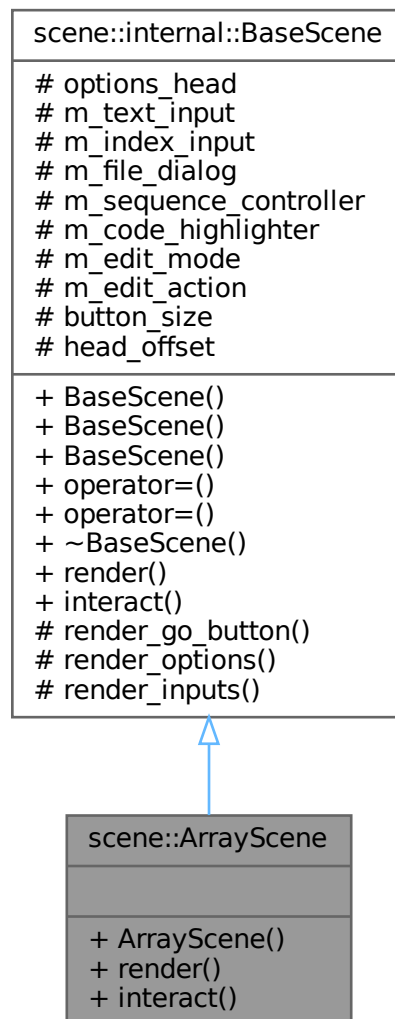 scene::internal::BaseScene
# options_head
# m_text_input
# m_index_input
# m_file_dialog
# m_sequence_controller
# m_code_highlighter
# m_edit_mode
# m_edit_action
# button_size
# head_offset
+ BaseScene()
+ BaseScene()
+ BaseScene()
+ operator=()
+ operator=()
+ ~BaseScene()
+ render()
+ interact()
# render_go_button()
# render_options()
# render_inputs()
scene::ArrayScene
+ ArrayScene()
+ render()
+ interact()